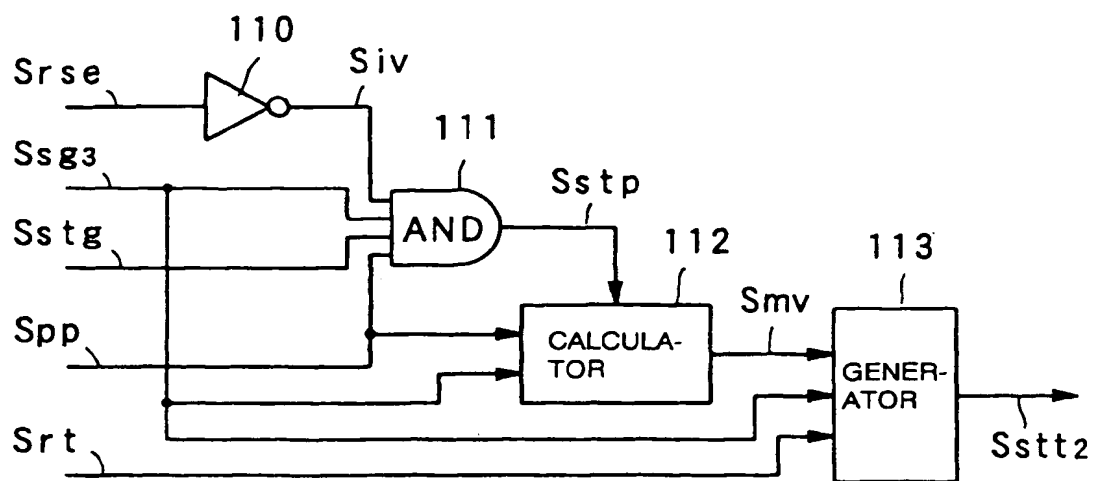 110
Srse
Siv
111
Ssg3
Sstp
AND
Sstg
112
113
Smv
Spp
CALCULA-
TOR
GENER-
ATOR
Srt
Sstt2